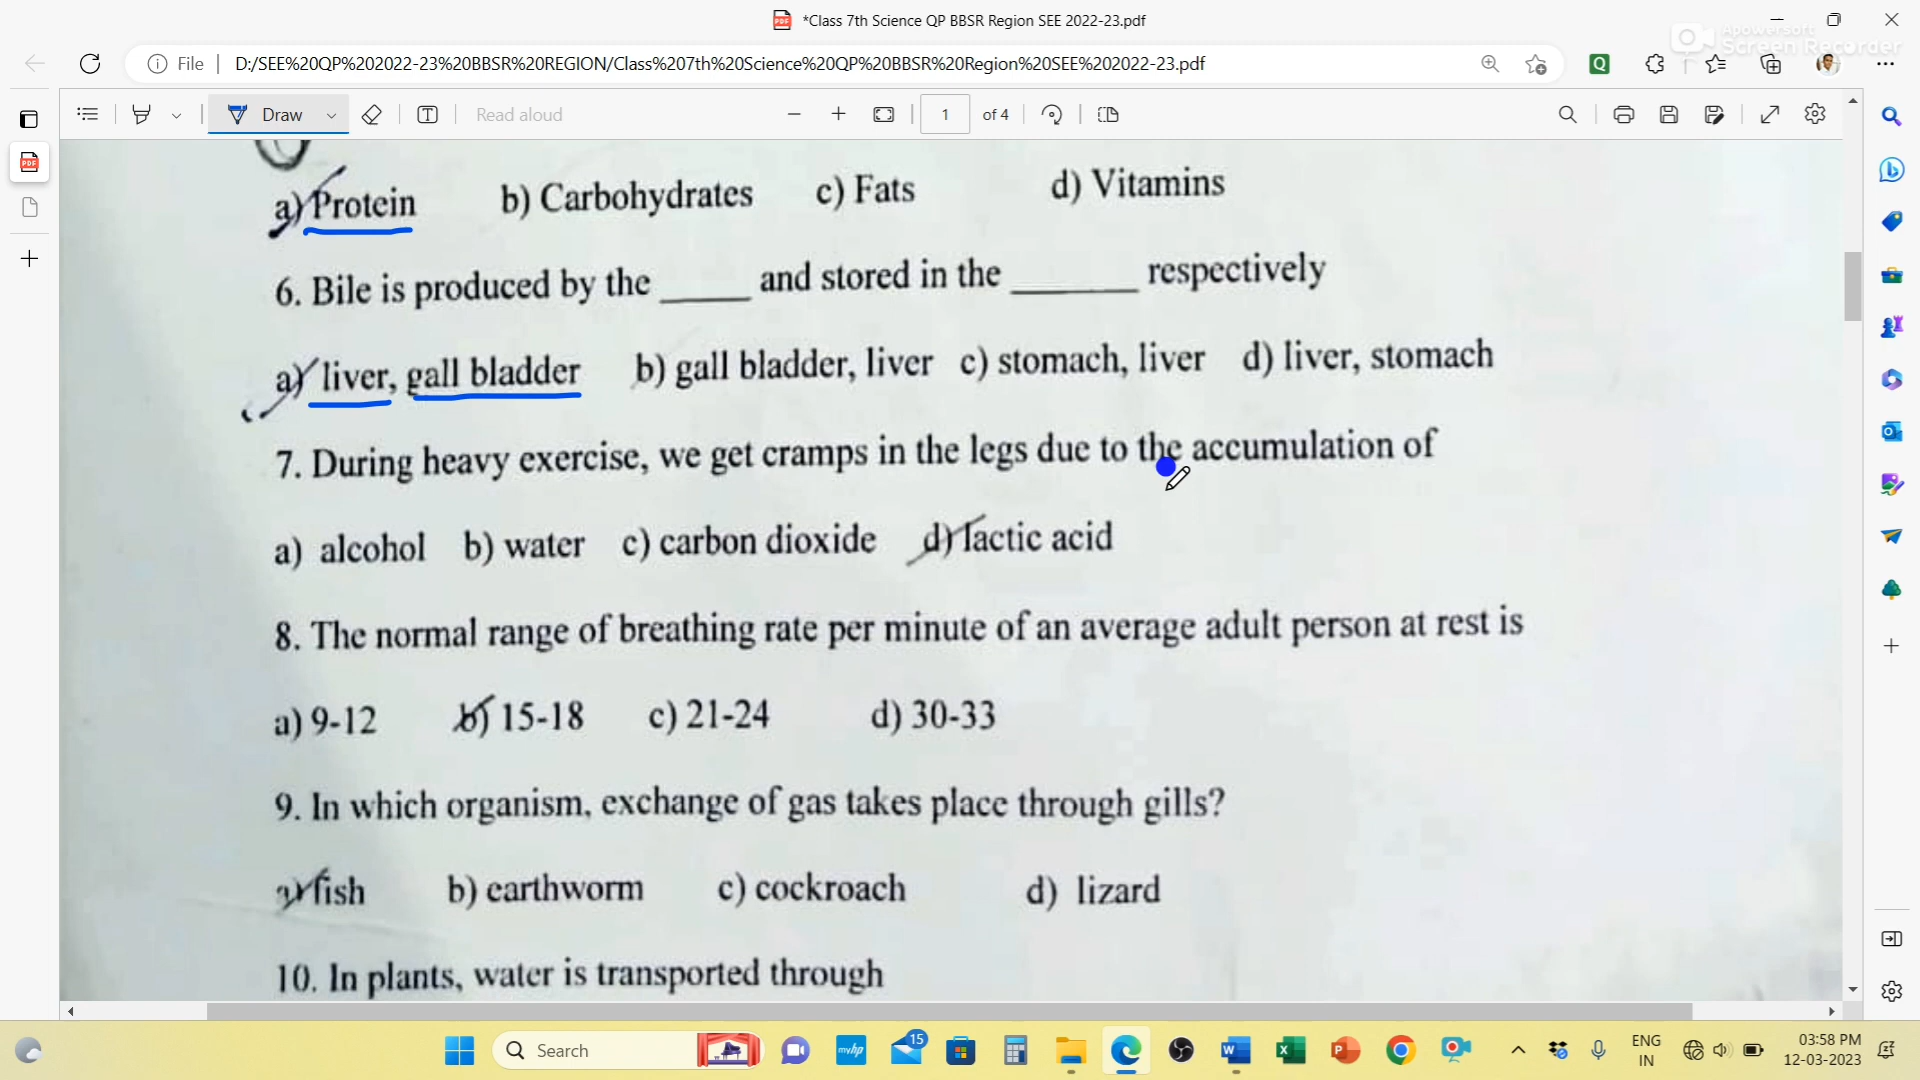 *Class 7th Science QP BBSR Region SEE 2022-23.pdf
Apowersoft
Screen Recorder
File
D:/SEE%20QP%202022-23%20BBSR%20REGION/Class%207th%20Science%20QP%20BBSR%20Region%20SEE%202022-23.pdf
Draw
Read aloud
1
of 4
a) Protein b) Carbohydrates c) Fats d) Vitamins
6. Bile is produced by the _____ and stored in the _______ respectively
a) liver, gall bladder b) gall bladder, liver c) stomach, liver d) liver, stomach
7. During heavy exercise, we get cramps in the legs due to the accumulation of
a) alcohol b) water c) carbon dioxide d) lactic acid
8. The normal range of breathing rate per minute of an average adult person at rest is
a) 9-12 b) 15-18 c) 21-24 d) 30-33
9. In which organism, exchange of gas takes place through gills?
a) fish b) earthworm c) cockroach d) lizard
10. In plants, water is transported through
Search
myhp
15
ENG
IN
03:58 PM
12-03-2023